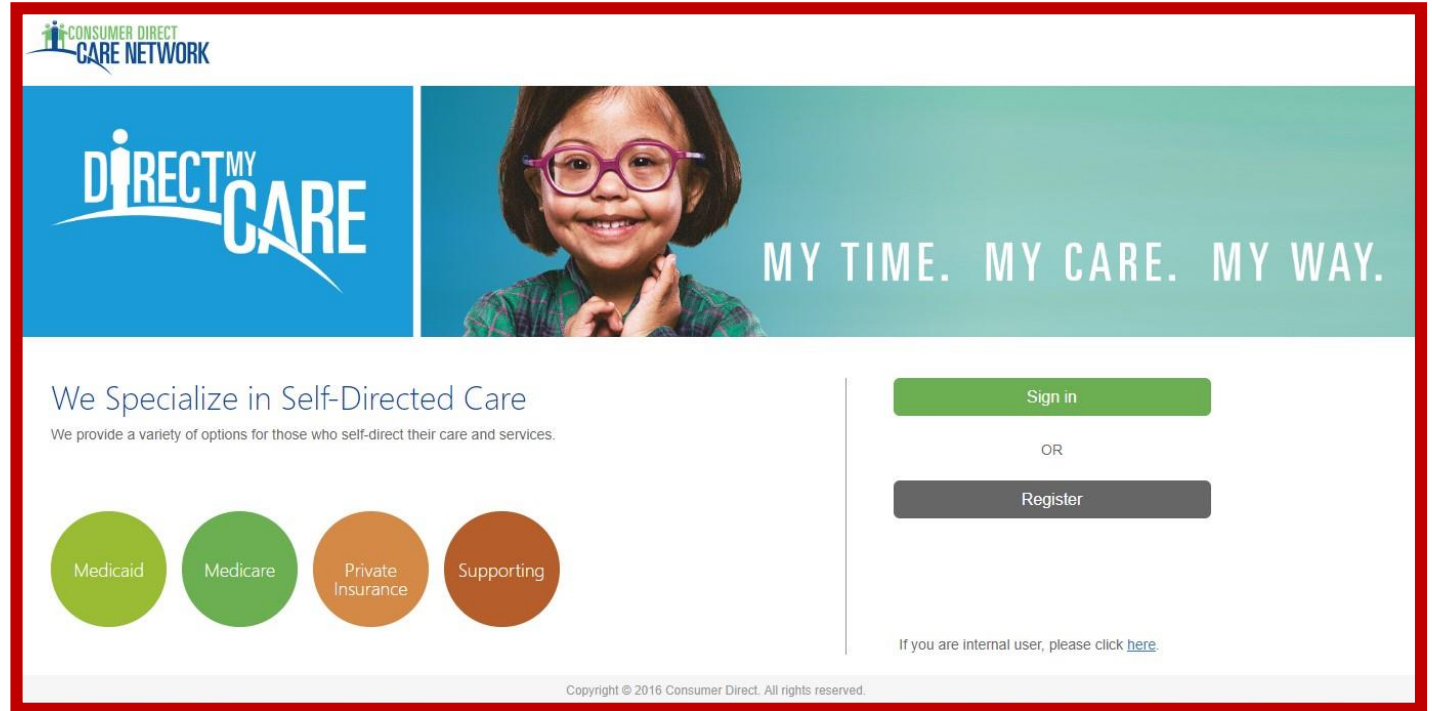 CONSUMER DIRECT
CARE NETWORK
DIRECT MY
CARE
MY TIME. MY CARE. MY WAY.
We Specialize in Self-Directed Care
We provide a variety of options for those who self-direct their care and services.
Sign in
OR
Register
Medicaid
Medicare
Private
Insurance
Supporting
If you are internal user, please click here.
Copyright © 2016 Consumer Direct. All rights reserved.